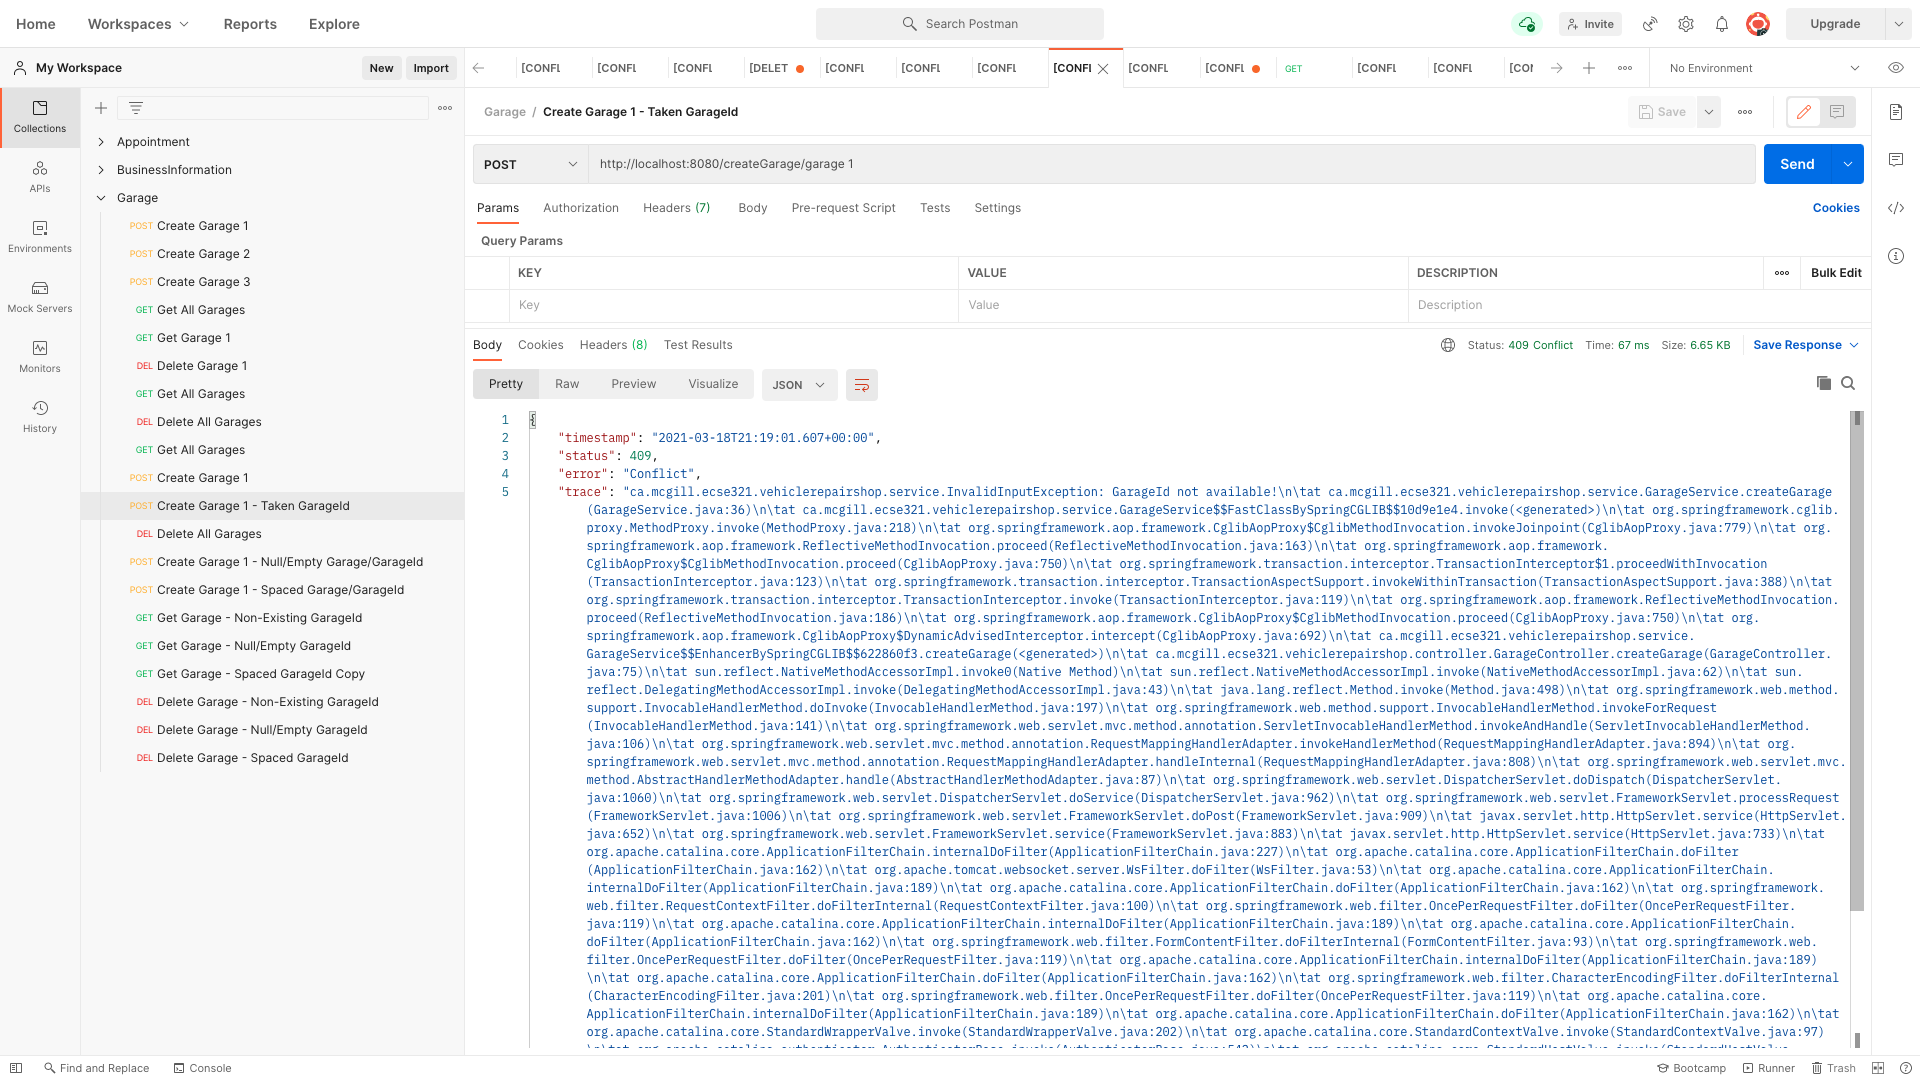 Home
Workspaces
Reports
Explore
Search Postman
Invite
Upgrade
My Workspace
New
Import
[CONFL
[CONFL
[CONFL
[DELET
[CONFL
[CONFL
[CONFL
[CONFL
[CONFL
[CONFL
GET
[CONFL
[CONFL
[CON
No Environment
Collections
APIs
Environments
Mock Servers
Monitors
History
Appointment
BusinessInformation
Garage
POST Create Garage 1
POST Create Garage 2
POST Create Garage 3
GET Get All Garages
GET Get Garage 1
DEL Delete Garage 1
GET Get All Garages
DEL Delete All Garages
GET Get All Garages
POST Create Garage 1
POST Create Garage 1 - Taken GarageId
DEL Delete All Garages
POST Create Garage 1 - Null/Empty Garage/GarageId
POST Create Garage 1 - Spaced Garage/GarageId
GET Get Garage - Non-Existing GarageId
GET Get Garage - Null/Empty GarageId
GET Get Garage - Spaced GarageId Copy
DEL Delete Garage - Non-Existing GarageId
DEL Delete Garage - Null/Empty GarageId
DEL Delete Garage - Spaced GarageId
Garage / Create Garage 1 - Taken GarageId
Save
POST
http://localhost:8080/createGarage/garage 1
Send
Params
Authorization
Headers (7)
Body
Pre-request Script
Tests
Settings
Cookies
Query Params
KEY
VALUE
DESCRIPTION
Bulk Edit
Key
Value
Description
Body
Cookies
Headers (8)
Test Results
Status: 409 Conflict
Time: 67 ms
Size: 6.65 KB
Save Response
Pretty
Raw
Preview
Visualize
JSON
1 {
2 "timestamp": "2021-03-18T21:19:01.607+00:00",
3 "status": 409,
4 "error": "Conflict",
5 "trace": "ca.mcgill.ecse321.vehiclerepairshop.service.InvalidInputException: GarageId not available!\n\tat ca.mcgill.ecse321.vehiclerepairshop.service.GarageService.createGarage
(GarageService.java:36)\n\tat ca.mcgill.ecse321.vehiclerepairshop.service.GarageService$$FastClassBySpringCGLIB$$10d9e1e4.invoke(<generated>)\n\tat org.springframework.cglib.
proxy.MethodProxy.invoke(MethodProxy.java:218)\n\tat org.springframework.aop.framework.CglibAopProxy$CglibMethodInvocation.invokeJoinpoint(CglibAopProxy.java:779)\n\tat org.
springframework.aop.framework.ReflectiveMethodInvocation.proceed(ReflectiveMethodInvocation.java:163)\n\tat org.springframework.aop.framework.
CglibAopProxy$CglibMethodInvocation.proceed(CglibAopProxy.java:750)\n\tat org.springframework.transaction.interceptor.TransactionInterceptor$1.proceedWithInvocation
(TransactionInterceptor.java:123)\n\tat org.springframework.transaction.interceptor.TransactionAspectSupport.invokeWithinTransaction(TransactionAspectSupport.java:388)\n\tat
org.springframework.transaction.interceptor.TransactionInterceptor.invoke(TransactionInterceptor.java:119)\n\tat org.springframework.aop.framework.ReflectiveMethodInvocation.
proceed(ReflectiveMethodInvocation.java:186)\n\tat org.springframework.aop.framework.CglibAopProxy$CglibMethodInvocation.proceed(CglibAopProxy.java:750)\n\tat org.
springframework.aop.framework.CglibAopProxy$DynamicAdvisedInterceptor.intercept(CglibAopProxy.java:692)\n\tat ca.mcgill.ecse321.vehiclerepairshop.service.
GarageService$$EnhancerBySpringCGLIB$$622860f3.createGarage(<generated>)\n\tat ca.mcgill.ecse321.vehiclerepairshop.controller.GarageController.createGarage(GarageController.
java:75)\n\tat sun.reflect.NativeMethodAccessorImpl.invoke0(Native Method)\n\tat sun.reflect.NativeMethodAccessorImpl.invoke(NativeMethodAccessorImpl.java:62)\n\tat sun.
reflect.DelegatingMethodAccessorImpl.invoke(DelegatingMethodAccessorImpl.java:43)\n\tat java.lang.reflect.Method.invoke(Method.java:498)\n\tat org.springframework.web.method.
support.InvocableHandlerMethod.doInvoke(InvocableHandlerMethod.java:197)\n\tat org.springframework.web.method.support.InvocableHandlerMethod.invokeForRequest
(InvocableHandlerMethod.java:141)\n\tat org.springframework.web.servlet.mvc.method.annotation.ServletInvocableHandlerMethod.invokeAndHandle(ServletInvocableHandlerMethod.
java:106)\n\tat org.springframework.web.servlet.mvc.method.annotation.RequestMappingHandlerAdapter.invokeHandlerMethod(RequestMappingHandlerAdapter.java:894)\n\tat org.
springframework.web.servlet.mvc.method.annotation.RequestMappingHandlerAdapter.handleInternal(RequestMappingHandlerAdapter.java:808)\n\tat org.springframework.web.servlet.mvc.
method.AbstractHandlerMethodAdapter.handle(AbstractHandlerMethodAdapter.java:87)\n\tat org.springframework.web.servlet.DispatcherServlet.doDispatch(DispatcherServlet.
java:1060)\n\tat org.springframework.web.servlet.DispatcherServlet.doService(DispatcherServlet.java:962)\n\tat org.springframework.web.servlet.FrameworkServlet.processRequest
(FrameworkServlet.java:1006)\n\tat org.springframework.web.servlet.FrameworkServlet.doPost(FrameworkServlet.java:909)\n\tat javax.servlet.http.HttpServlet.service(HttpServlet.
java:652)\n\tat org.springframework.web.servlet.FrameworkServlet.service(FrameworkServlet.java:883)\n\tat javax.servlet.http.HttpServlet.service(HttpServlet.java:733)\n\tat
org.apache.catalina.core.ApplicationFilterChain.internalDoFilter(ApplicationFilterChain.java:227)\n\tat org.apache.catalina.core.ApplicationFilterChain.doFilter
(ApplicationFilterChain.java:162)\n\tat org.apache.tomcat.websocket.server.WsFilter.doFilter(WsFilter.java:53)\n\tat org.apache.catalina.core.ApplicationFilterChain.
internalDoFilter(ApplicationFilterChain.java:189)\n\tat org.apache.catalina.core.ApplicationFilterChain.doFilter(ApplicationFilterChain.java:162)\n\tat org.springframework.
web.filter.RequestContextFilter.doFilterInternal(RequestContextFilter.java:100)\n\tat org.springframework.web.filter.OncePerRequestFilter.doFilter(OncePerRequestFilter.
java:119)\n\tat org.apache.catalina.core.ApplicationFilterChain.internalDoFilter(ApplicationFilterChain.java:189)\n\tat org.apache.catalina.core.ApplicationFilterChain.
doFilter(ApplicationFilterChain.java:162)\n\tat org.springframework.web.filter.FormContentFilter.doFilterInternal(FormContentFilter.java:93)\n\tat org.springframework.web.
filter.OncePerRequestFilter.doFilter(OncePerRequestFilter.java:119)\n\tat org.apache.catalina.core.ApplicationFilterChain.internalDoFilter(ApplicationFilterChain.java:189)
\n\tat org.apache.catalina.core.ApplicationFilterChain.doFilter(ApplicationFilterChain.java:162)\n\tat org.springframework.web.filter.CharacterEncodingFilter.doFilterInternal
(CharacterEncodingFilter.java:201)\n\tat org.springframework.web.filter.OncePerRequestFilter.doFilter(OncePerRequestFilter.java:119)\n\tat org.apache.catalina.core.
ApplicationFilterChain.internalDoFilter(ApplicationFilterChain.java:189)\n\tat org.apache.catalina.core.ApplicationFilterChain.doFilter(ApplicationFilterChain.java:162)\n\tat
org.apache.catalina.core.StandardWrapperValve.invoke(StandardWrapperValve.java:202)\n\tat org.apache.catalina.core.StandardContextValve.invoke(StandardContextValve.java:97)
Find and Replace
Console
Bootcamp
Runner
Trash